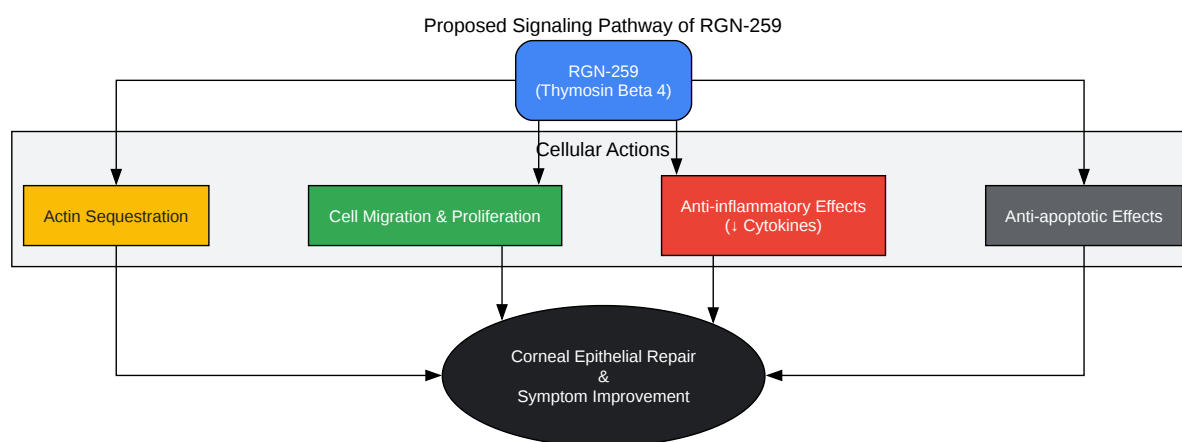 Proposed Signaling Pathway of RGN-259
RGN-259
(Thymosin Beta 4)
Cellular Actions
Actin Sequestration
Cell Migration & Proliferation
Anti-inflammatory Effects
(↓ Cytokines)
Anti-apoptotic Effects
Corneal Epithelial Repair
&
Symptom Improvement